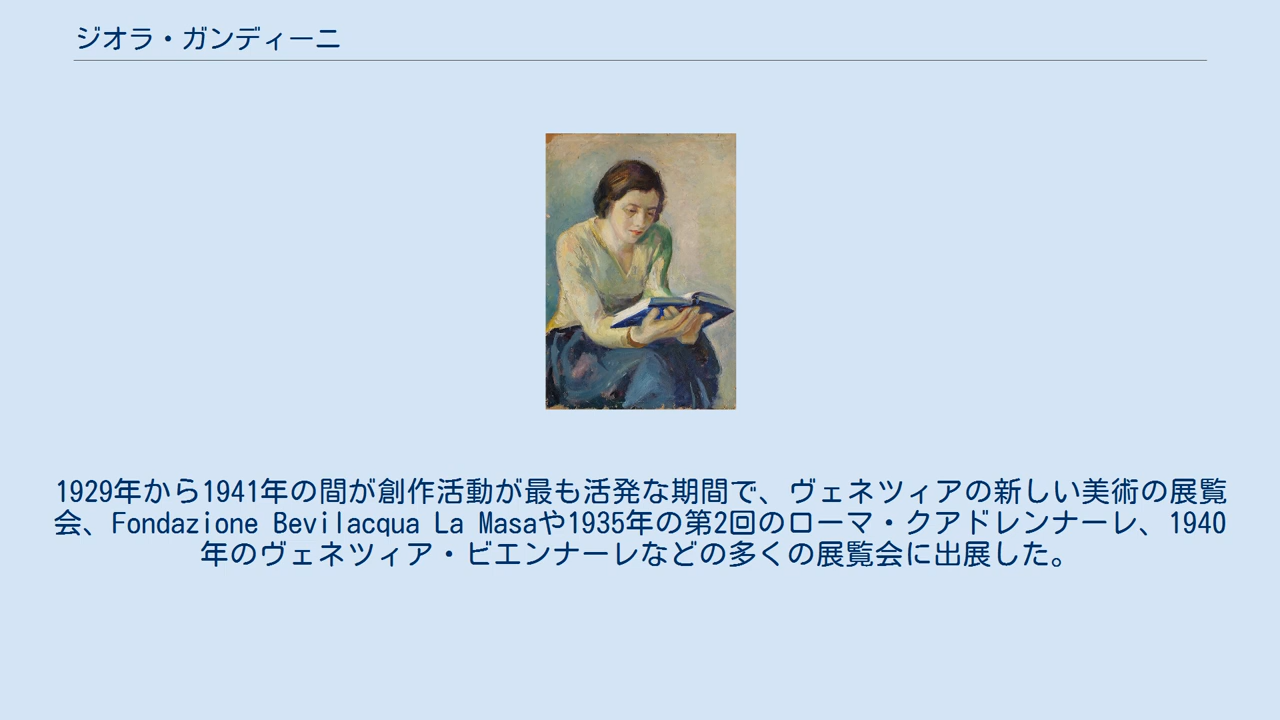 ジオラ・ガンディーニ
1929年から1941年の間が創作活動が最も活発な期間で、ヴェネツィアの新しい美術の展覧
会、Fondazione Bevilacqua La Masaや1935年の第2回のローマ・クアドレンナーレ、1940
年のヴェネツィア・ビエンナーレなどの多くの展覧会に出展した。